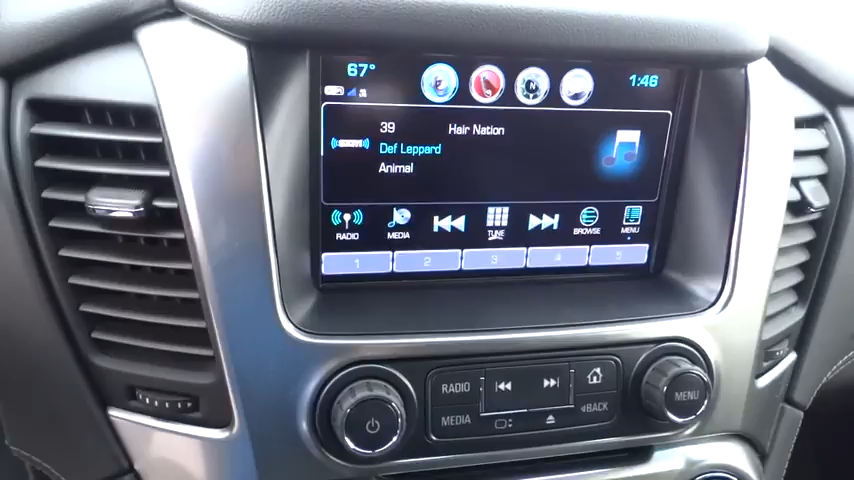 67°
1:46
N
39
Hair Nation
Def Leppard
Animal
RADIO
MEDIA
TUNE
BROWSE
MENU
1
2
3
4
5
RADIO
MEDIA
BACK
MENU